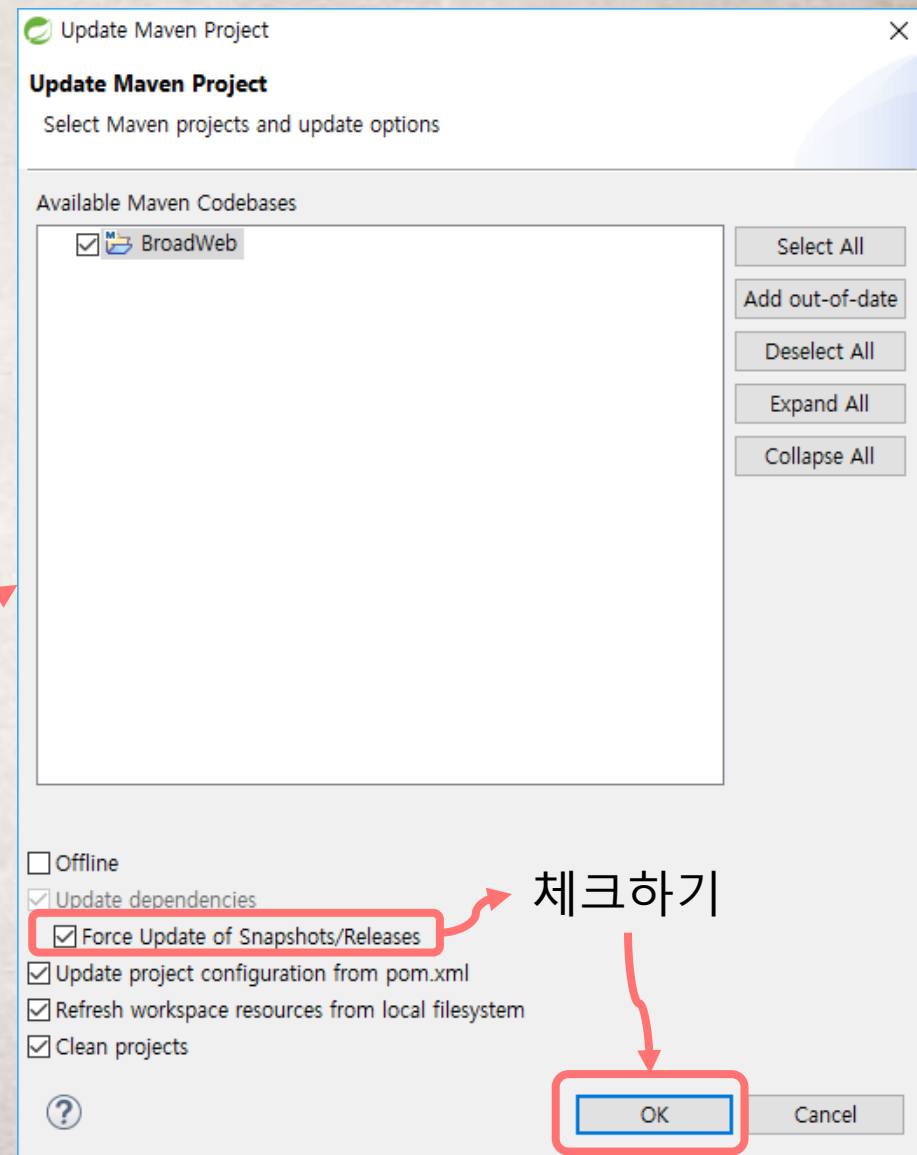 Update Maven Project
Update Maven Project
Select Maven projects and update options
Available Maven Codebases
BroadWeb
Select All
Add out-of-date
Deselect All
Expand All
Collapse All
Offline
Update dependencies
체크하기
Force Update of Snapshots/Releases
Update project configuration from pom.xml
Refresh workspace resources from local filesystem
Clean projects
?
OK
Cancel